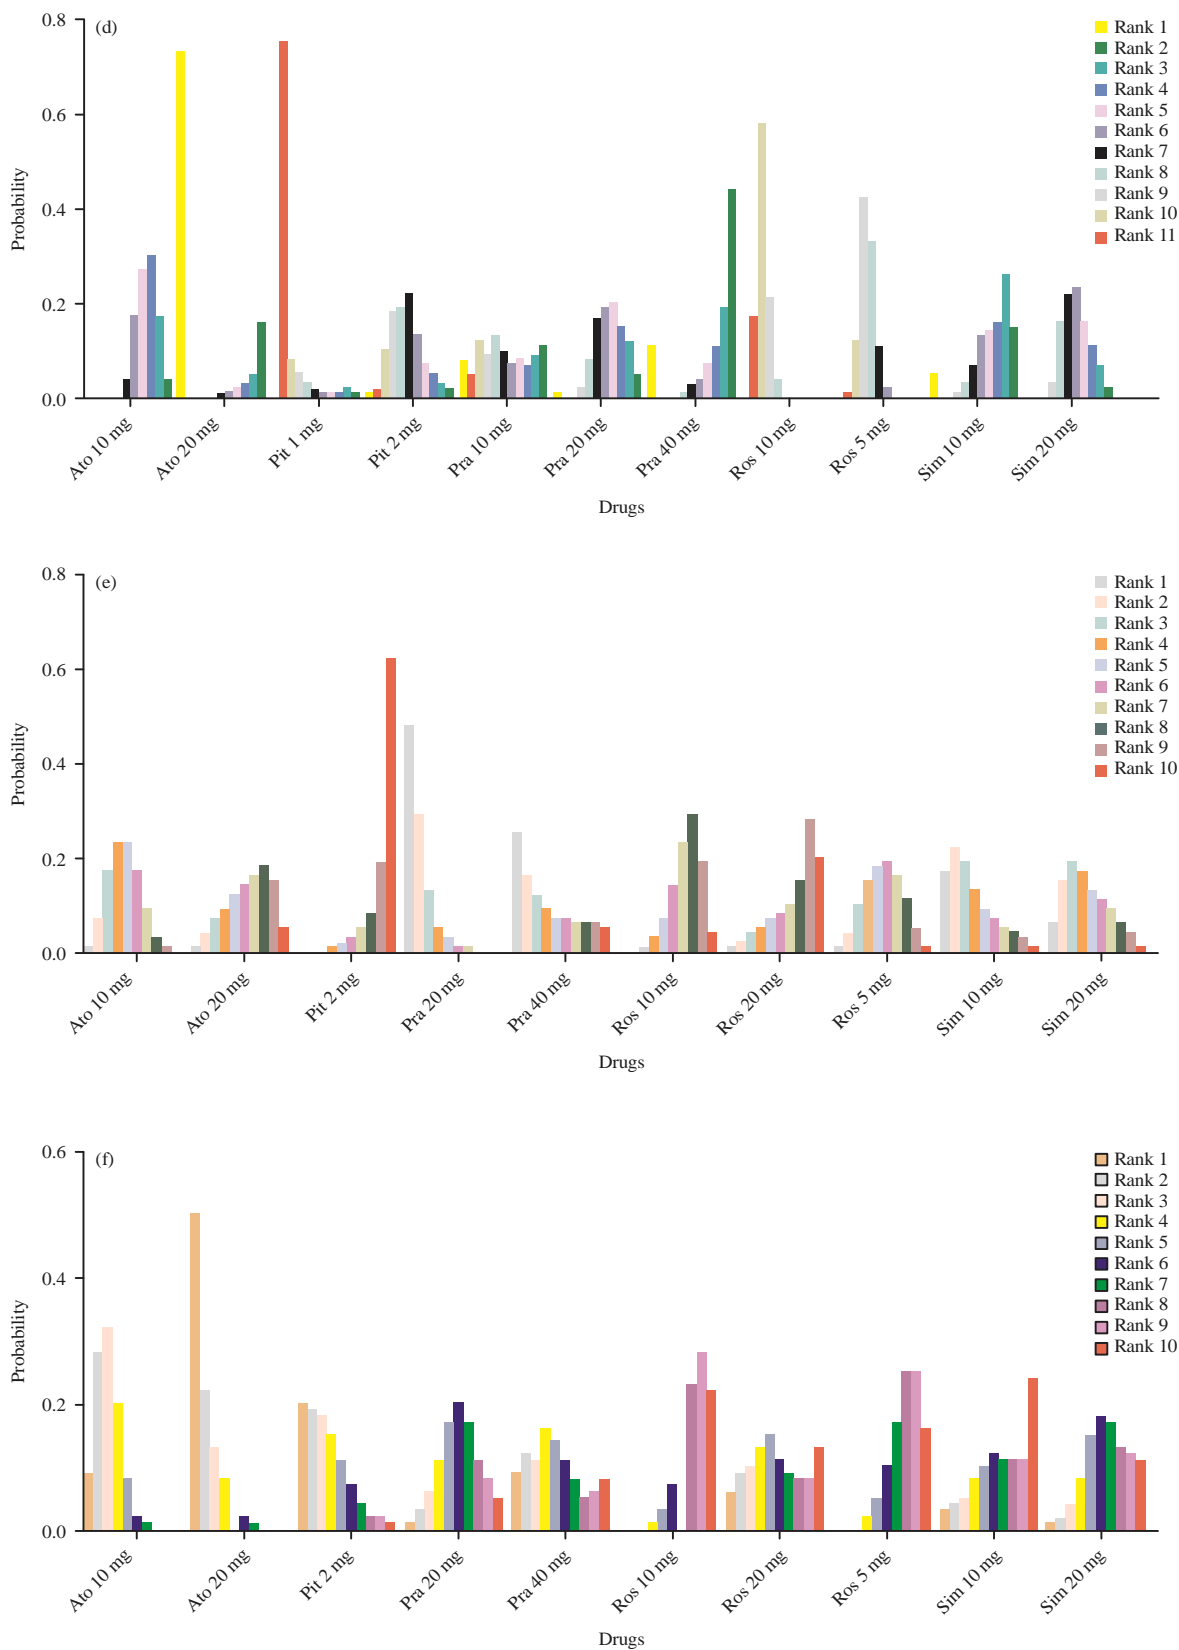 (d)
0.8
0.6
0.4
0.2
0.0
Probability
Rank 1
Rank 2
Rank 3
Rank 4
Rank 5
Rank 6
Rank 7
Rank 8
Rank 9
Rank 10
Rank 11
Ato 10 mg
Ato 20 mg
Pit 1 mg
Pit 2 mg
Pra 10 mg
Pra 20 mg
Pra 40 mg
Ros 10 mg
Ros 5 mg
Sim 10 mg
Sim 20 mg
Drugs
(e)
0.8
0.6
0.4
0.2
0.0
Probability
Rank 1
Rank 2
Rank 3
Rank 4
Rank 5
Rank 6
Rank 7
Rank 8
Rank 9
Rank 10
Ato 10 mg
Ato 20 mg
Pit 2 mg
Pra 20 mg
Pra 40 mg
Ros 10 mg
Ros 20 mg
Ros 5 mg
Sim 10 mg
Sim 20 mg
Drugs
(f)
0.6
0.4
0.2
0.0
Probability
Rank 1
Rank 2
Rank 3
Rank 4
Rank 5
Rank 6
Rank 7
Rank 8
Rank 9
Rank 10
Ato 10 mg
Ato 20 mg
Pit 2 mg
Pra 20 mg
Pra 40 mg
Ros 10 mg
Ros 20 mg
Ros 5 mg
Sim 10 mg
Sim 20 mg
Drugs